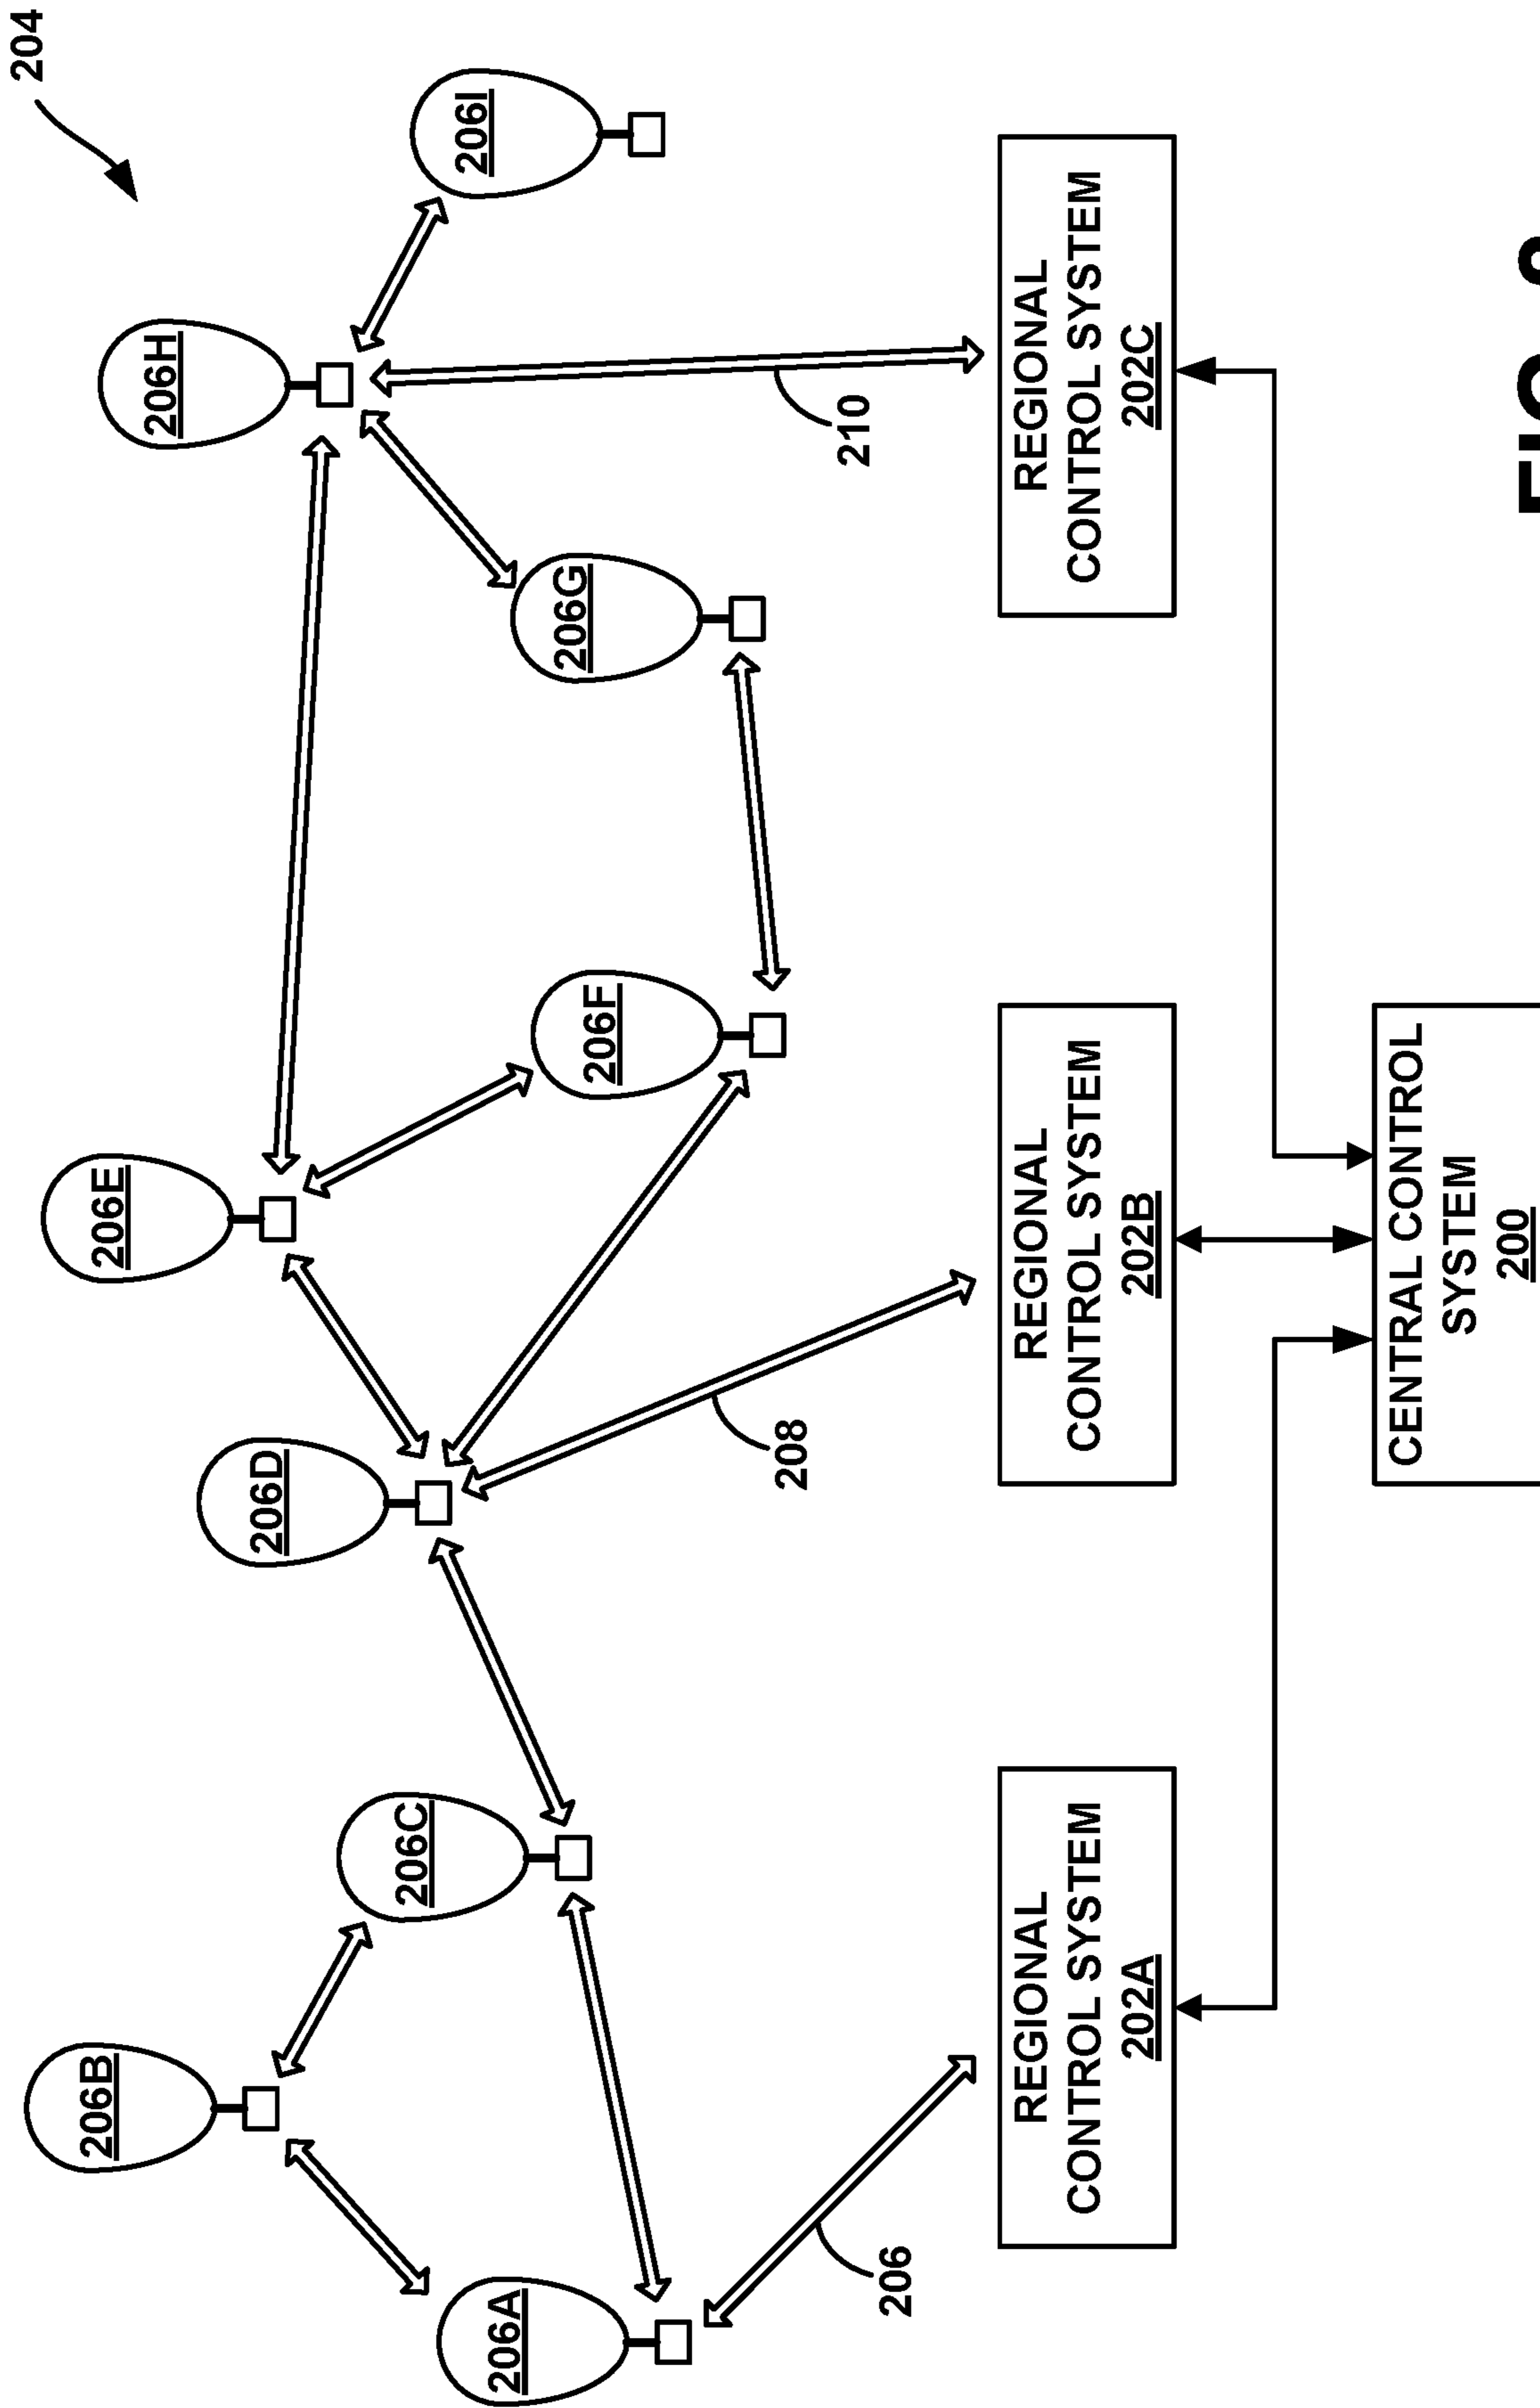 204
206B
206E
206H
206D
206C
206I
206A
206G
206F
208
210
206
REGIONAL
CONTROL SYSTEM
202A
REGIONAL
CONTROL SYSTEM
202B
REGIONAL
CONTROL SYSTEM
202C
CENTRAL CONTROL
SYSTEM
200